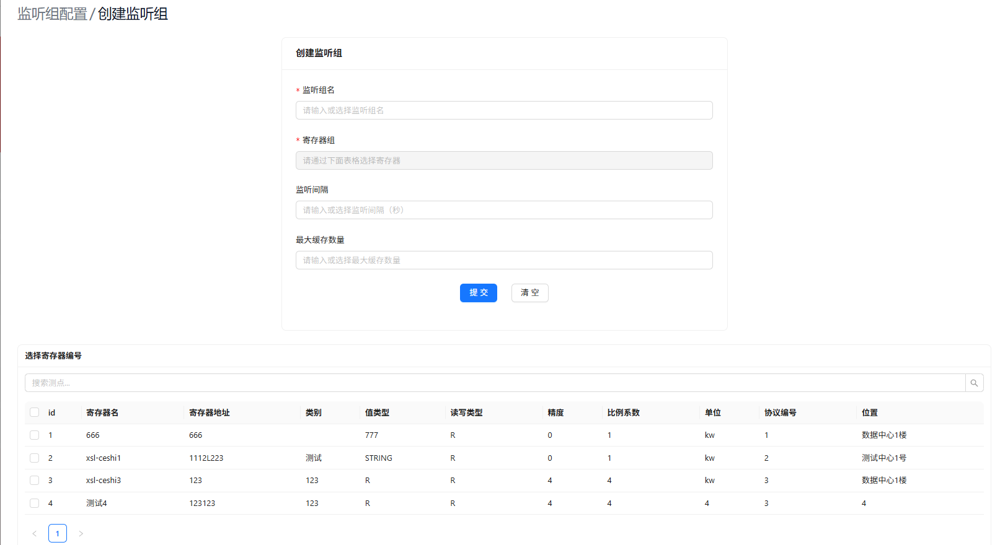 监听组配置 / 创建监听组
创建监听组
* 监听组名
请输入或选择监听组名
* 寄存器组
请通过下面表格选择寄存器
监听间隔
请输入或选择监听间隔（秒）
最大缓存数量
请输入或选择最大缓存数量
提 交 清 空
选择寄存器编号
搜索测点...
id 寄存器名 寄存器地址 类别 值类型 读写类型 精度 比例系数 单位 协议编号 位置
1 666 666 777 R 0 1 kw 1 数据中心1楼
2 xsl-ceshi1 1112L223 测试 STRING R 0 1 kw 2 测试中心1号
3 xsl-ceshi3 123 123 R R 4 4 kw 3 数据中心1楼
4 测试4 123123 123 R R 4 4 4 3 4
< 1 >